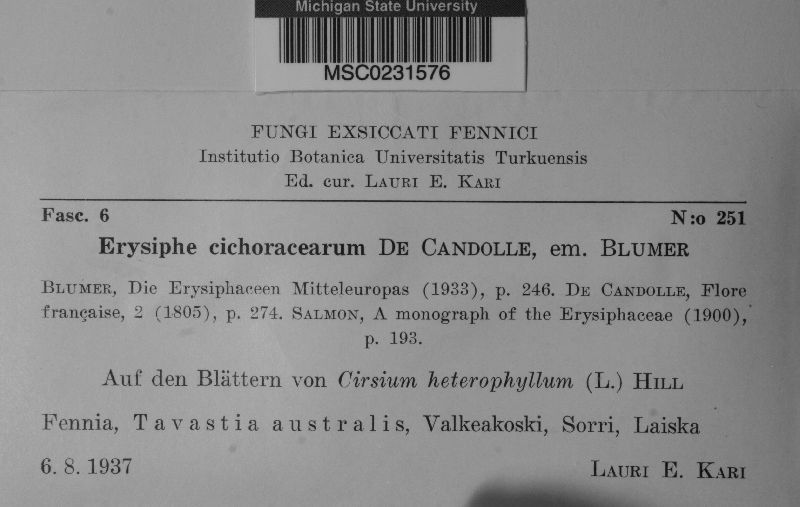 Michigan State University
MSC0231576
FUNGI EXSICCATI FENNICI
Institutio Botanica Universitatis Turkuensis
Ed. cur. LAURI E. KARI
Fasc. 6 N:o 251
Erysiphe cichoracearum DE CANDOLLE, em. BLUMER
BLUMER, Die Erysiphaceen Mitteleuropas (1933), p. 246. DE CANDOLLE, Flore
française, 2 (1805), p. 274. SALMON, A monograph of the Erysiphaceae (1900),
p. 193.
Auf den Blättern von Cirsium heterophyllum (L.) HILL
Fennia, Tavastia australis, Valkeakoski, Sorri, Laiska
6. 8. 1937 LAURI E. KARI